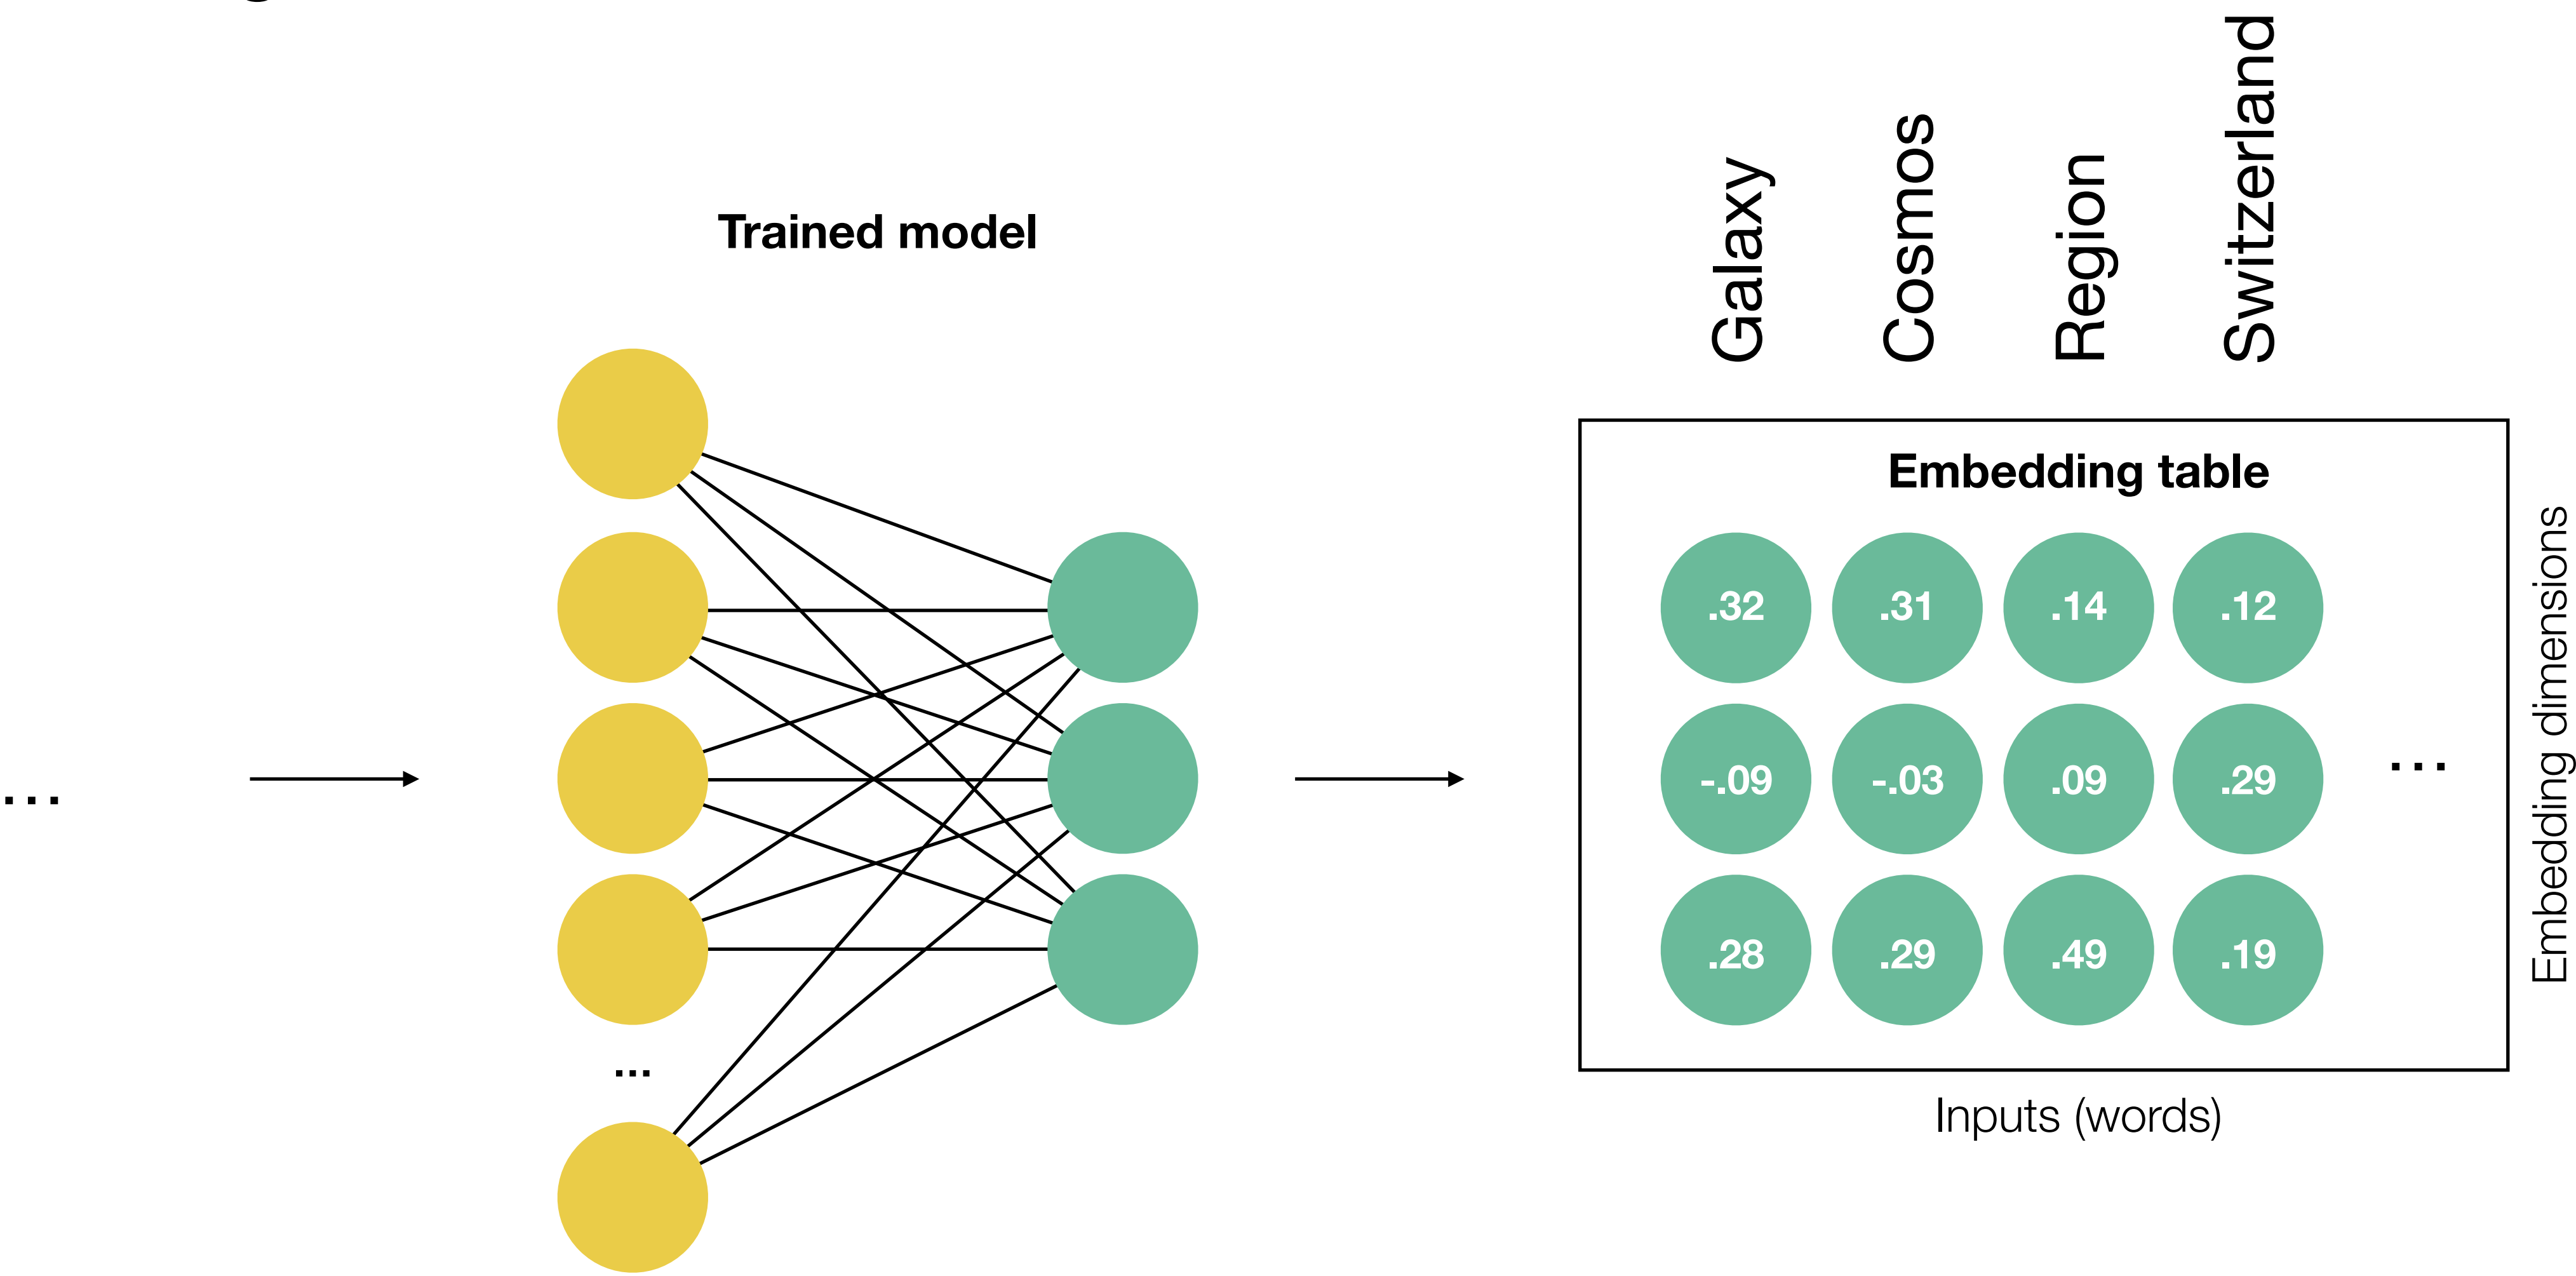 Galaxy
Cosmos
Region
Switzerland
Trained model
Embedding table
.32 .31 .14 .12
-.09 -.03 .09 .29 ...
.28 .29 .49 .19
Embedding dimensions
Inputs (words)
...
...